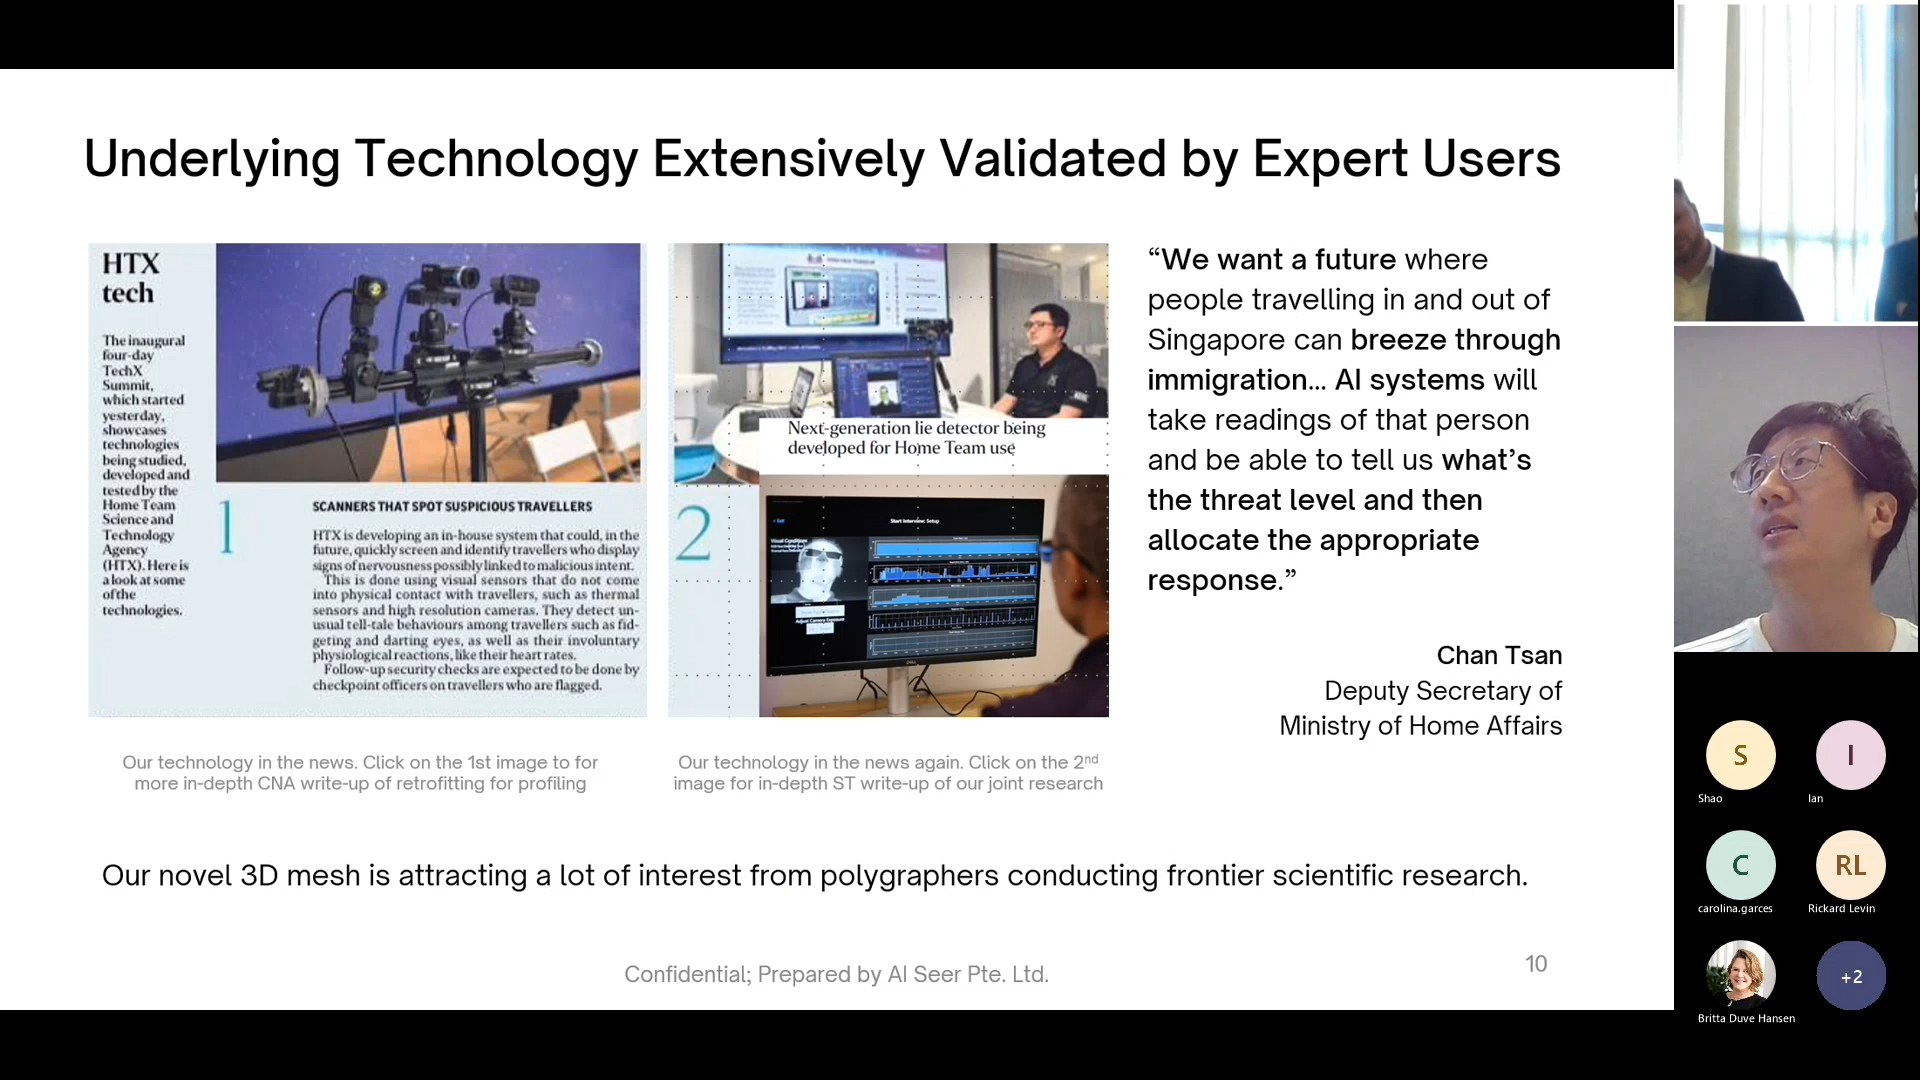 Underlying Technology Extensively Validated by Expert Users
HTX
tech
The inaugural
four-day
TechX
Summit,
which started
yesterday,
showcases
technologies
being studied,
developed and
tested by the
Home Team
Science and
Technology
Agency
(HTX). Here is
a look at some
of the
technologies.
1
SCANNERS THAT SPOT SUSPICIOUS TRAVELLERS
HTX is developing an in-house system that could, in the
future, quickly screen and identify travellers who display
signs of nervousness possibly linked to malicious intent.
This is done using visual sensors that do not come
into physical contact with travellers, such as thermal
sensors and high resolution cameras. They detect un-
usual tell-tale behaviours among travellers such as fid-
geting and darting eyes, as well as their involuntary
physiological reactions, like their heart rates.
Follow-up security checks are expected to be done by
checkpoint officers on travellers who are flagged.
Next-generation lie detector being
developed for Home Team use
2
Start Interview: Setup
“We want a future where
people travelling in and out of
Singapore can breeze through
immigration… AI systems will
take readings of that person
and be able to tell us what’s
the threat level and then
allocate the appropriate
response.”
Chan Tsan
Deputy Secretary of
Ministry of Home Affairs
Our technology in the news. Click on the 1st image to for
more in-depth CNA write-up of retrofitting for profiling
Our technology in the news again. Click on the 2nd
image for in-depth ST write-up of our joint research
Our novel 3D mesh is attracting a lot of interest from polygraphers conducting frontier scientific research.
Confidential; Prepared by AI Seer Pte. Ltd.
10
S
Shao
I
Ian
C
carolina.garces
RL
Rickard Levin
Britta Duve Hansen
+2